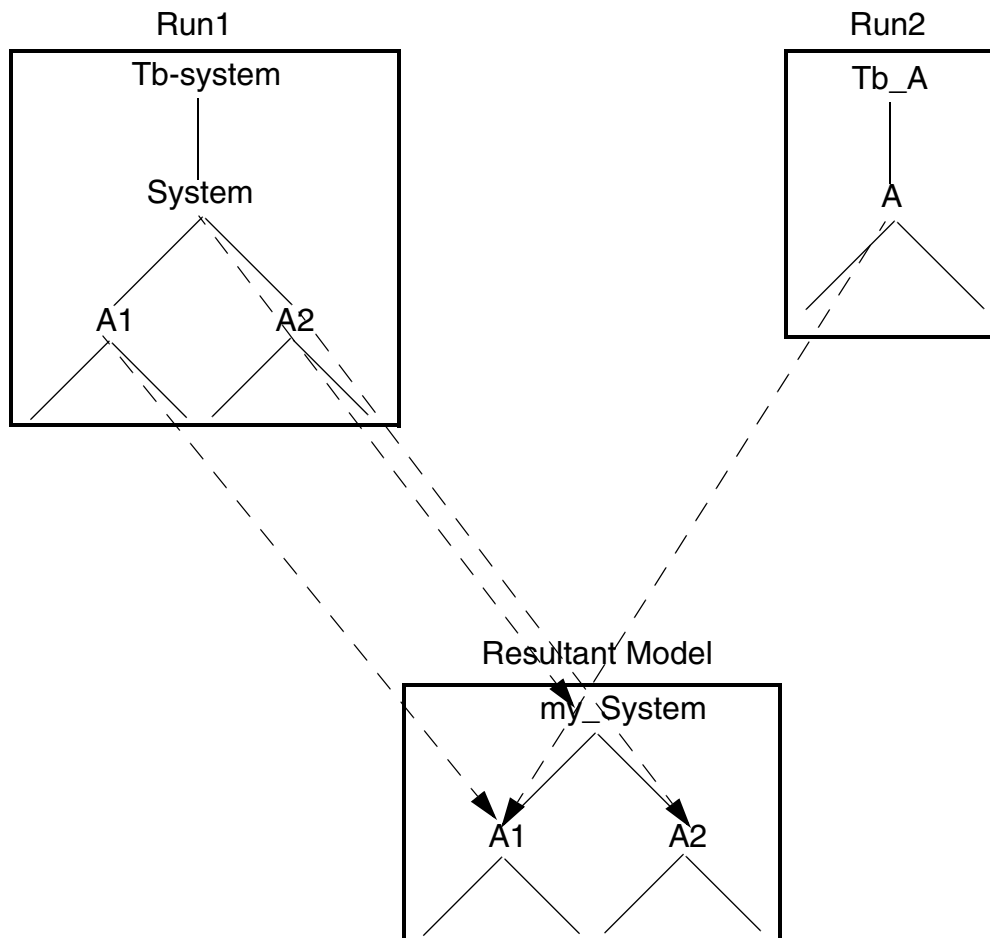 Run1
Run2
Tb-system
Tb_A
System
A
A1
A2
Resultant Model
my_System
A1
A2